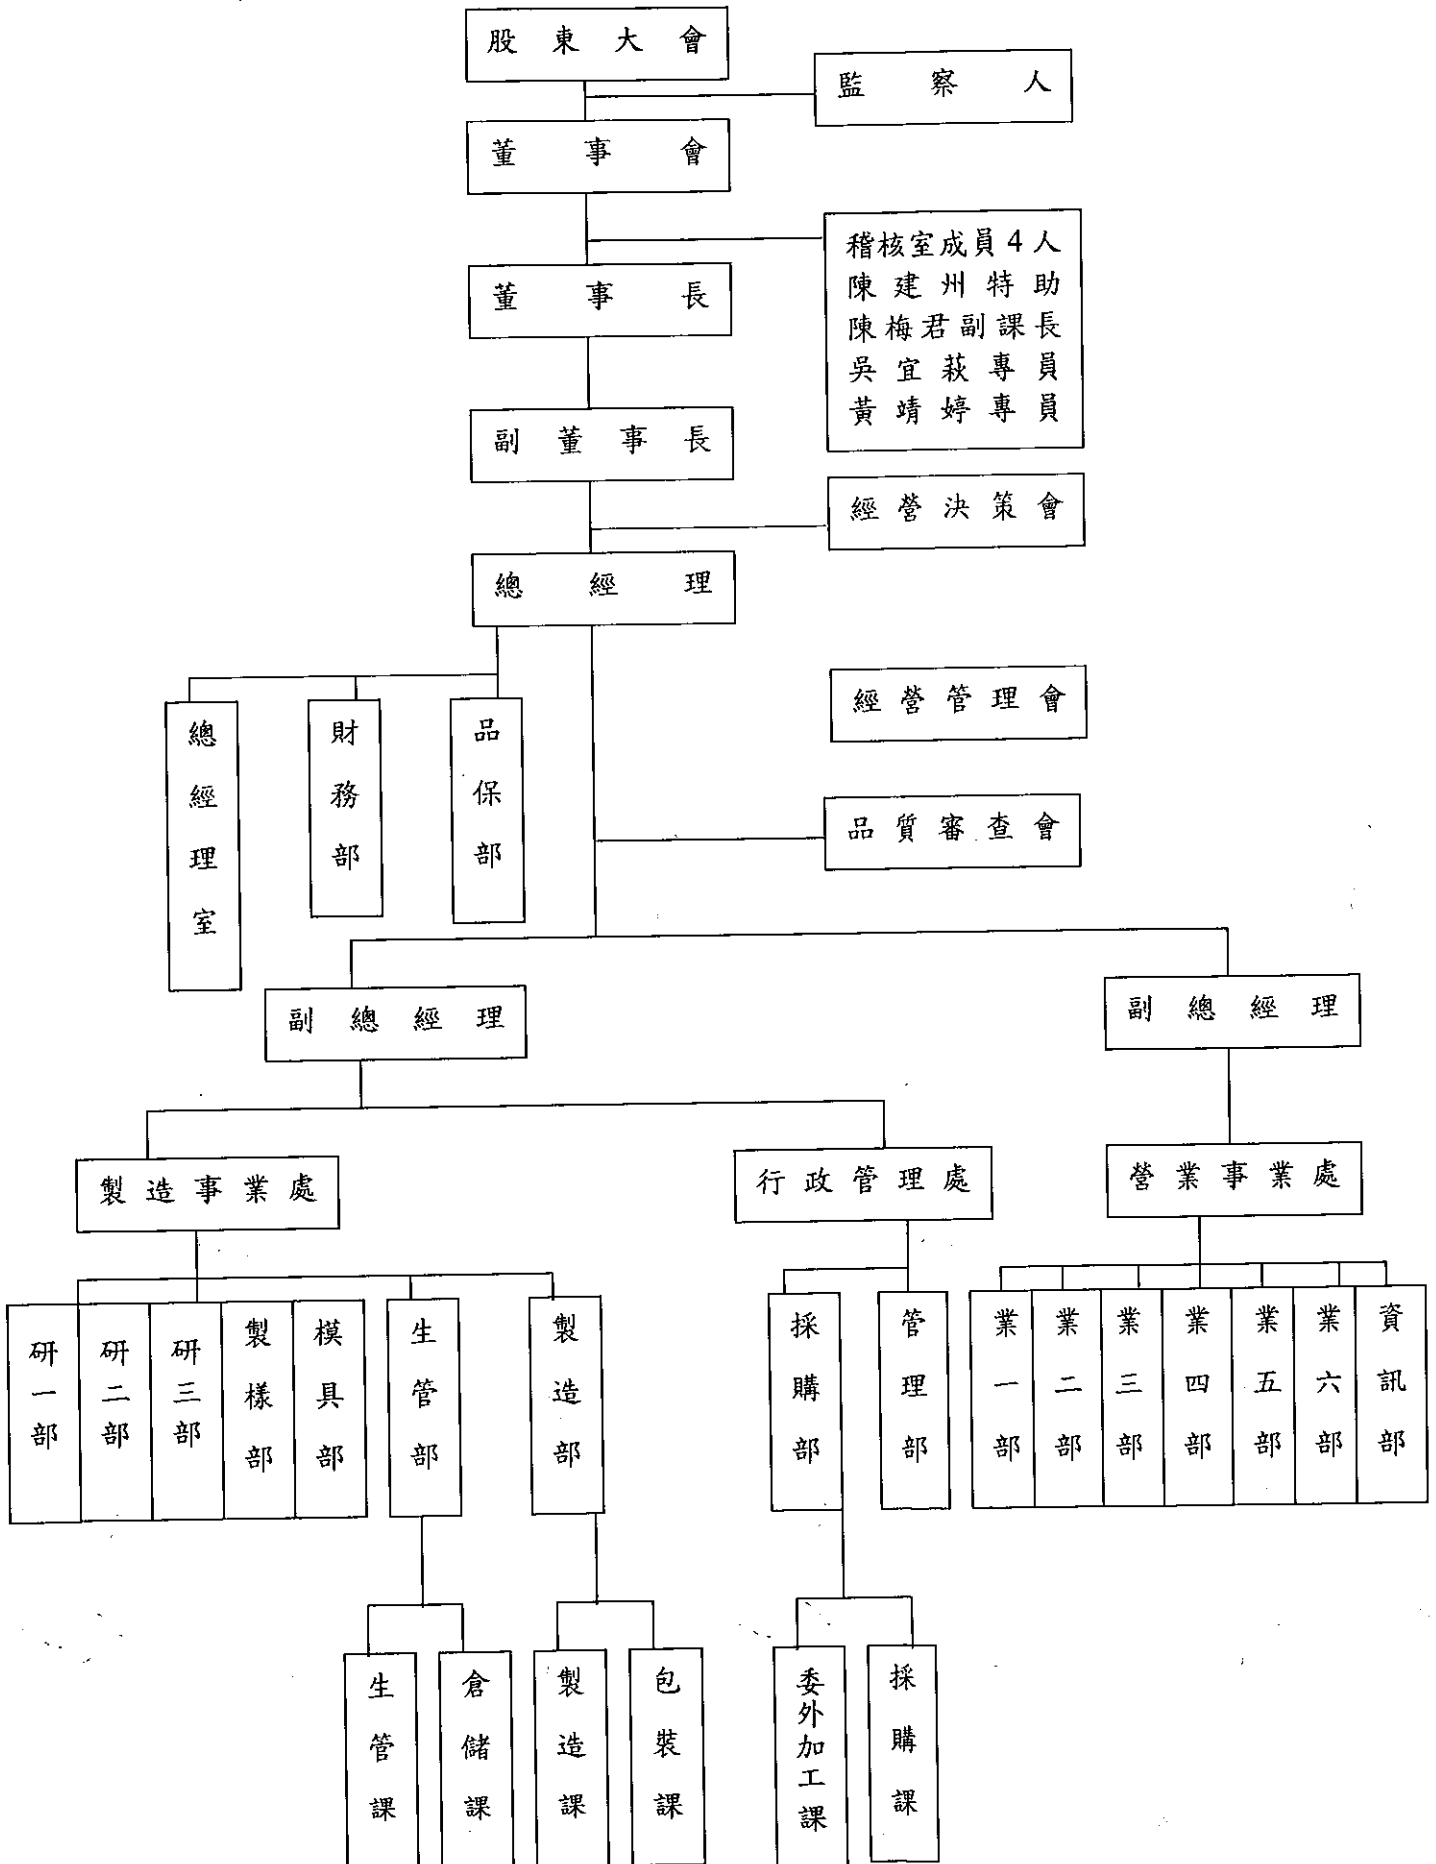 股東大會
監察人
董事會
稽核室成員4人
陳建州特助
陳梅君副課長
吳宜萩專員
黃靖婷專員
董事長
副董事長
經營決策會
總經理
經營管理會
總經理室
財務部
品保部
品質審查會
副總經理
副總經理
製造事業處
行政管理處
營業事業處
研一部
研二部
研三部
製樣部
模具部
生管部
製造部
採購部
管理部
業一部
業二部
業三部
業四部
業五部
業六部
資訊部
生管課
倉儲課
製造課
包裝課
委外加工課
採購課